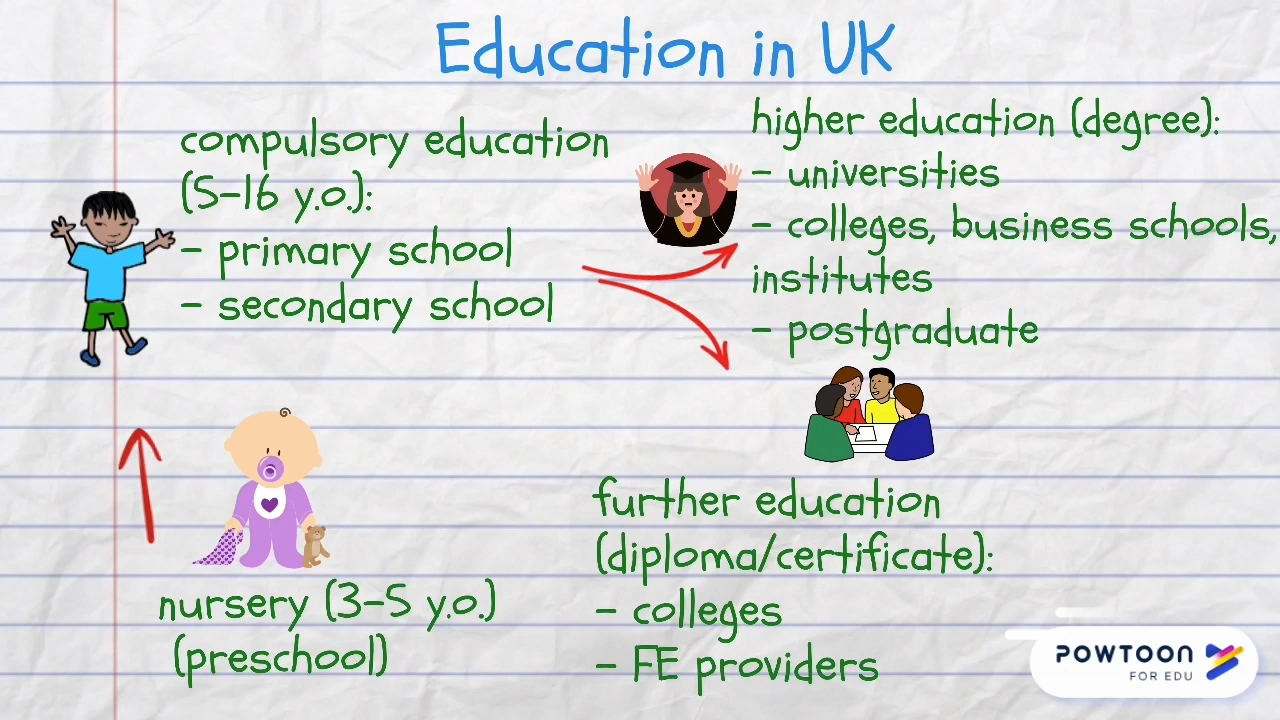 Education in UK
compulsory education
(5-16 y.o.):
- primary school
- secondary school
higher education (degree):
- universities
- colleges, business schools,
institutes
- postgraduate
nursery (3-5 y.o.)
(preschool)
further education
(diploma/certificate):
- colleges
- FE providers
POWTOON
FOR EDU